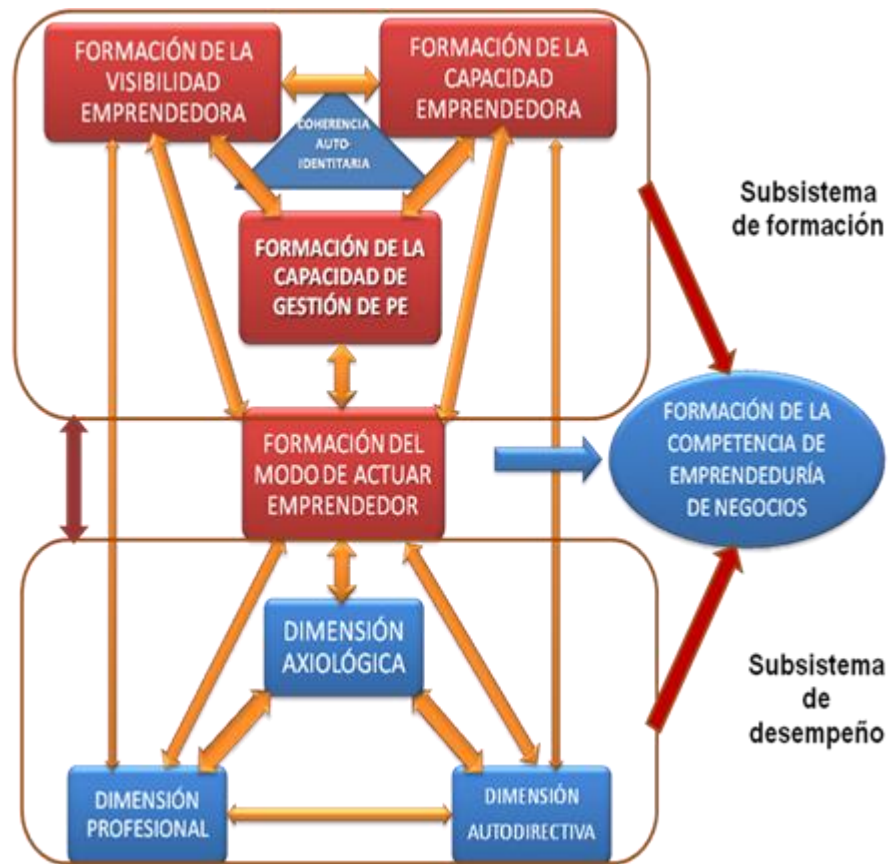 FORMACIÓN DE LA
VISIBILIDAD
EMPRENDEDORA
FORMACIÓN DE LA
CAPACIDAD
EMPRENDEDORA
COHERENCIA
AUTO-
IDENTITARIA
FORMACIÓN DE LA
CAPACIDAD DE
GESTIÓN DE PE
Subsistema
de formación
FORMACIÓN DEL
MODO DE ACTUAR
EMPRENDEDOR
FORMACIÓN DE LA
COMPETENCIA DE
EMPRENDEDURÍA
DE NEGOCIOS
DIMENSIÓN
AXIOLÓGICA
Subsistema
de
desempeño
DIMENSIÓN
PROFESIONAL
DIMENSIÓN
AUTODIRECTIVA